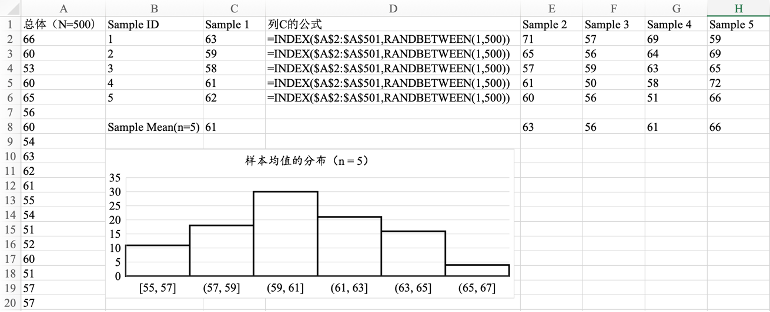 A B C D E F G H
1 总体（N=500） Sample ID Sample 1 列C的公式 Sample 2 Sample 3 Sample 4 Sample 5
2 66 1 63 =INDEX($A$2:$A$501,RANDBETWEEN(1,500)) 71 57 69 59
3 60 2 59 =INDEX($A$2:$A$501,RANDBETWEEN(1,500)) 65 56 64 69
4 53 3 58 =INDEX($A$2:$A$501,RANDBETWEEN(1,500)) 57 59 63 65
5 60 4 61 =INDEX($A$2:$A$501,RANDBETWEEN(1,500)) 61 50 58 72
6 65 5 62 =INDEX($A$2:$A$501,RANDBETWEEN(1,500)) 60 56 51 66
7 56
8 60 Sample Mean(n=5) 61 63 56 61 66
9 54
10 63 样本均值的分布（n = 5）
11 62 35
12 61 30
13 55 25
14 54 20
15 51 15
16 52 10
17 60 5
18 51 0
19 57 [55, 57] (57, 59] (59, 61] (61, 63] (63, 65] (65, 67]
20 57